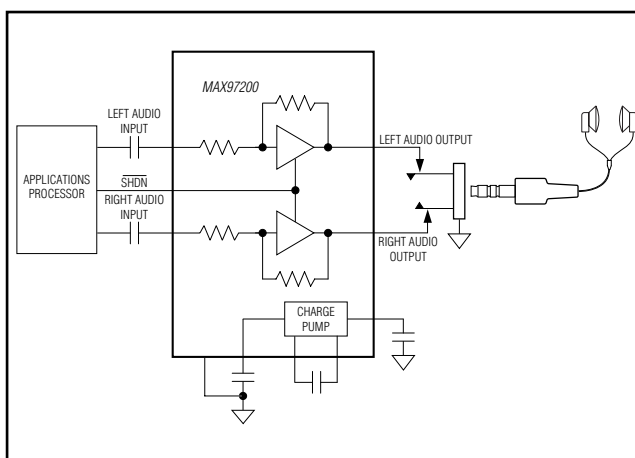 MAX97200
LEFT AUDIO
INPUT
LEFT AUDIO OUTPUT
APPLICATIONS
PROCESSOR
SHDN
RIGHT AUDIO
INPUT
RIGHT AUDIO
OUTPUT
CHARGE
PUMP